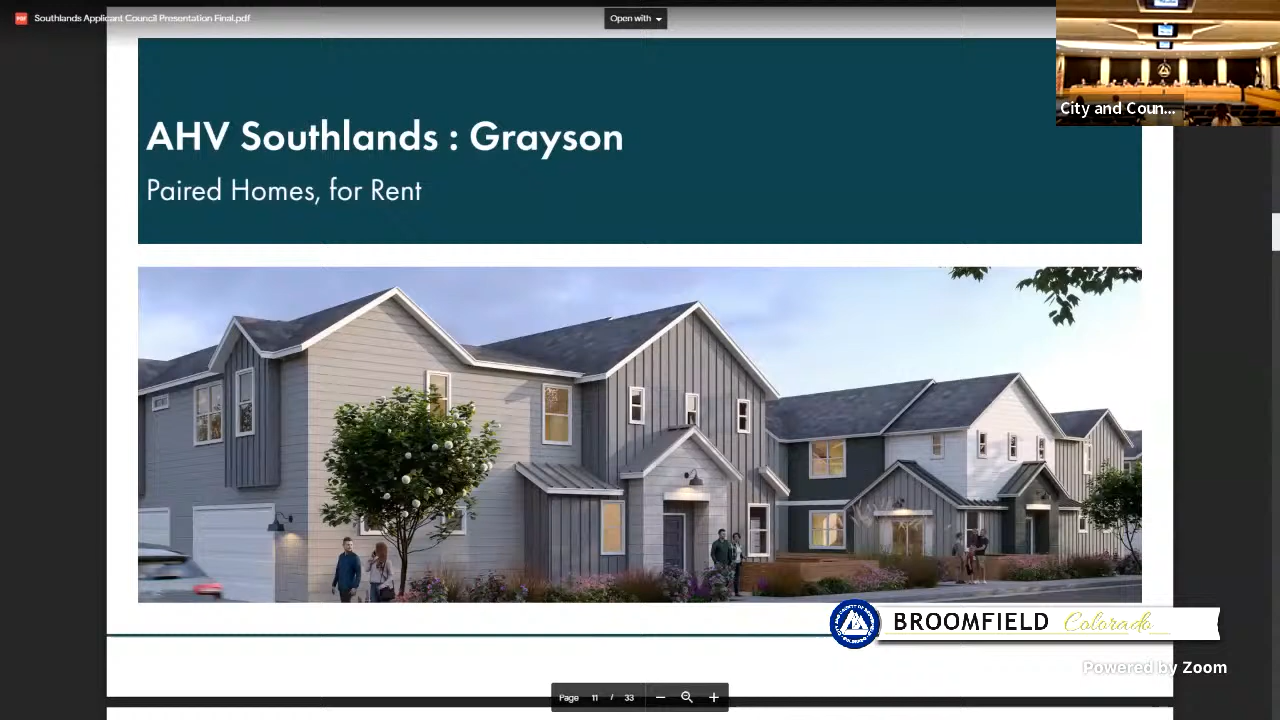 Southlands Applicant Council Presentation Final.pdf
Open with
City and Coun...
AHV Southlands : Grayson
Paired Homes, for Rent
BROOMFIELD Colorado
Powered by Zoom
Page 11 / 33